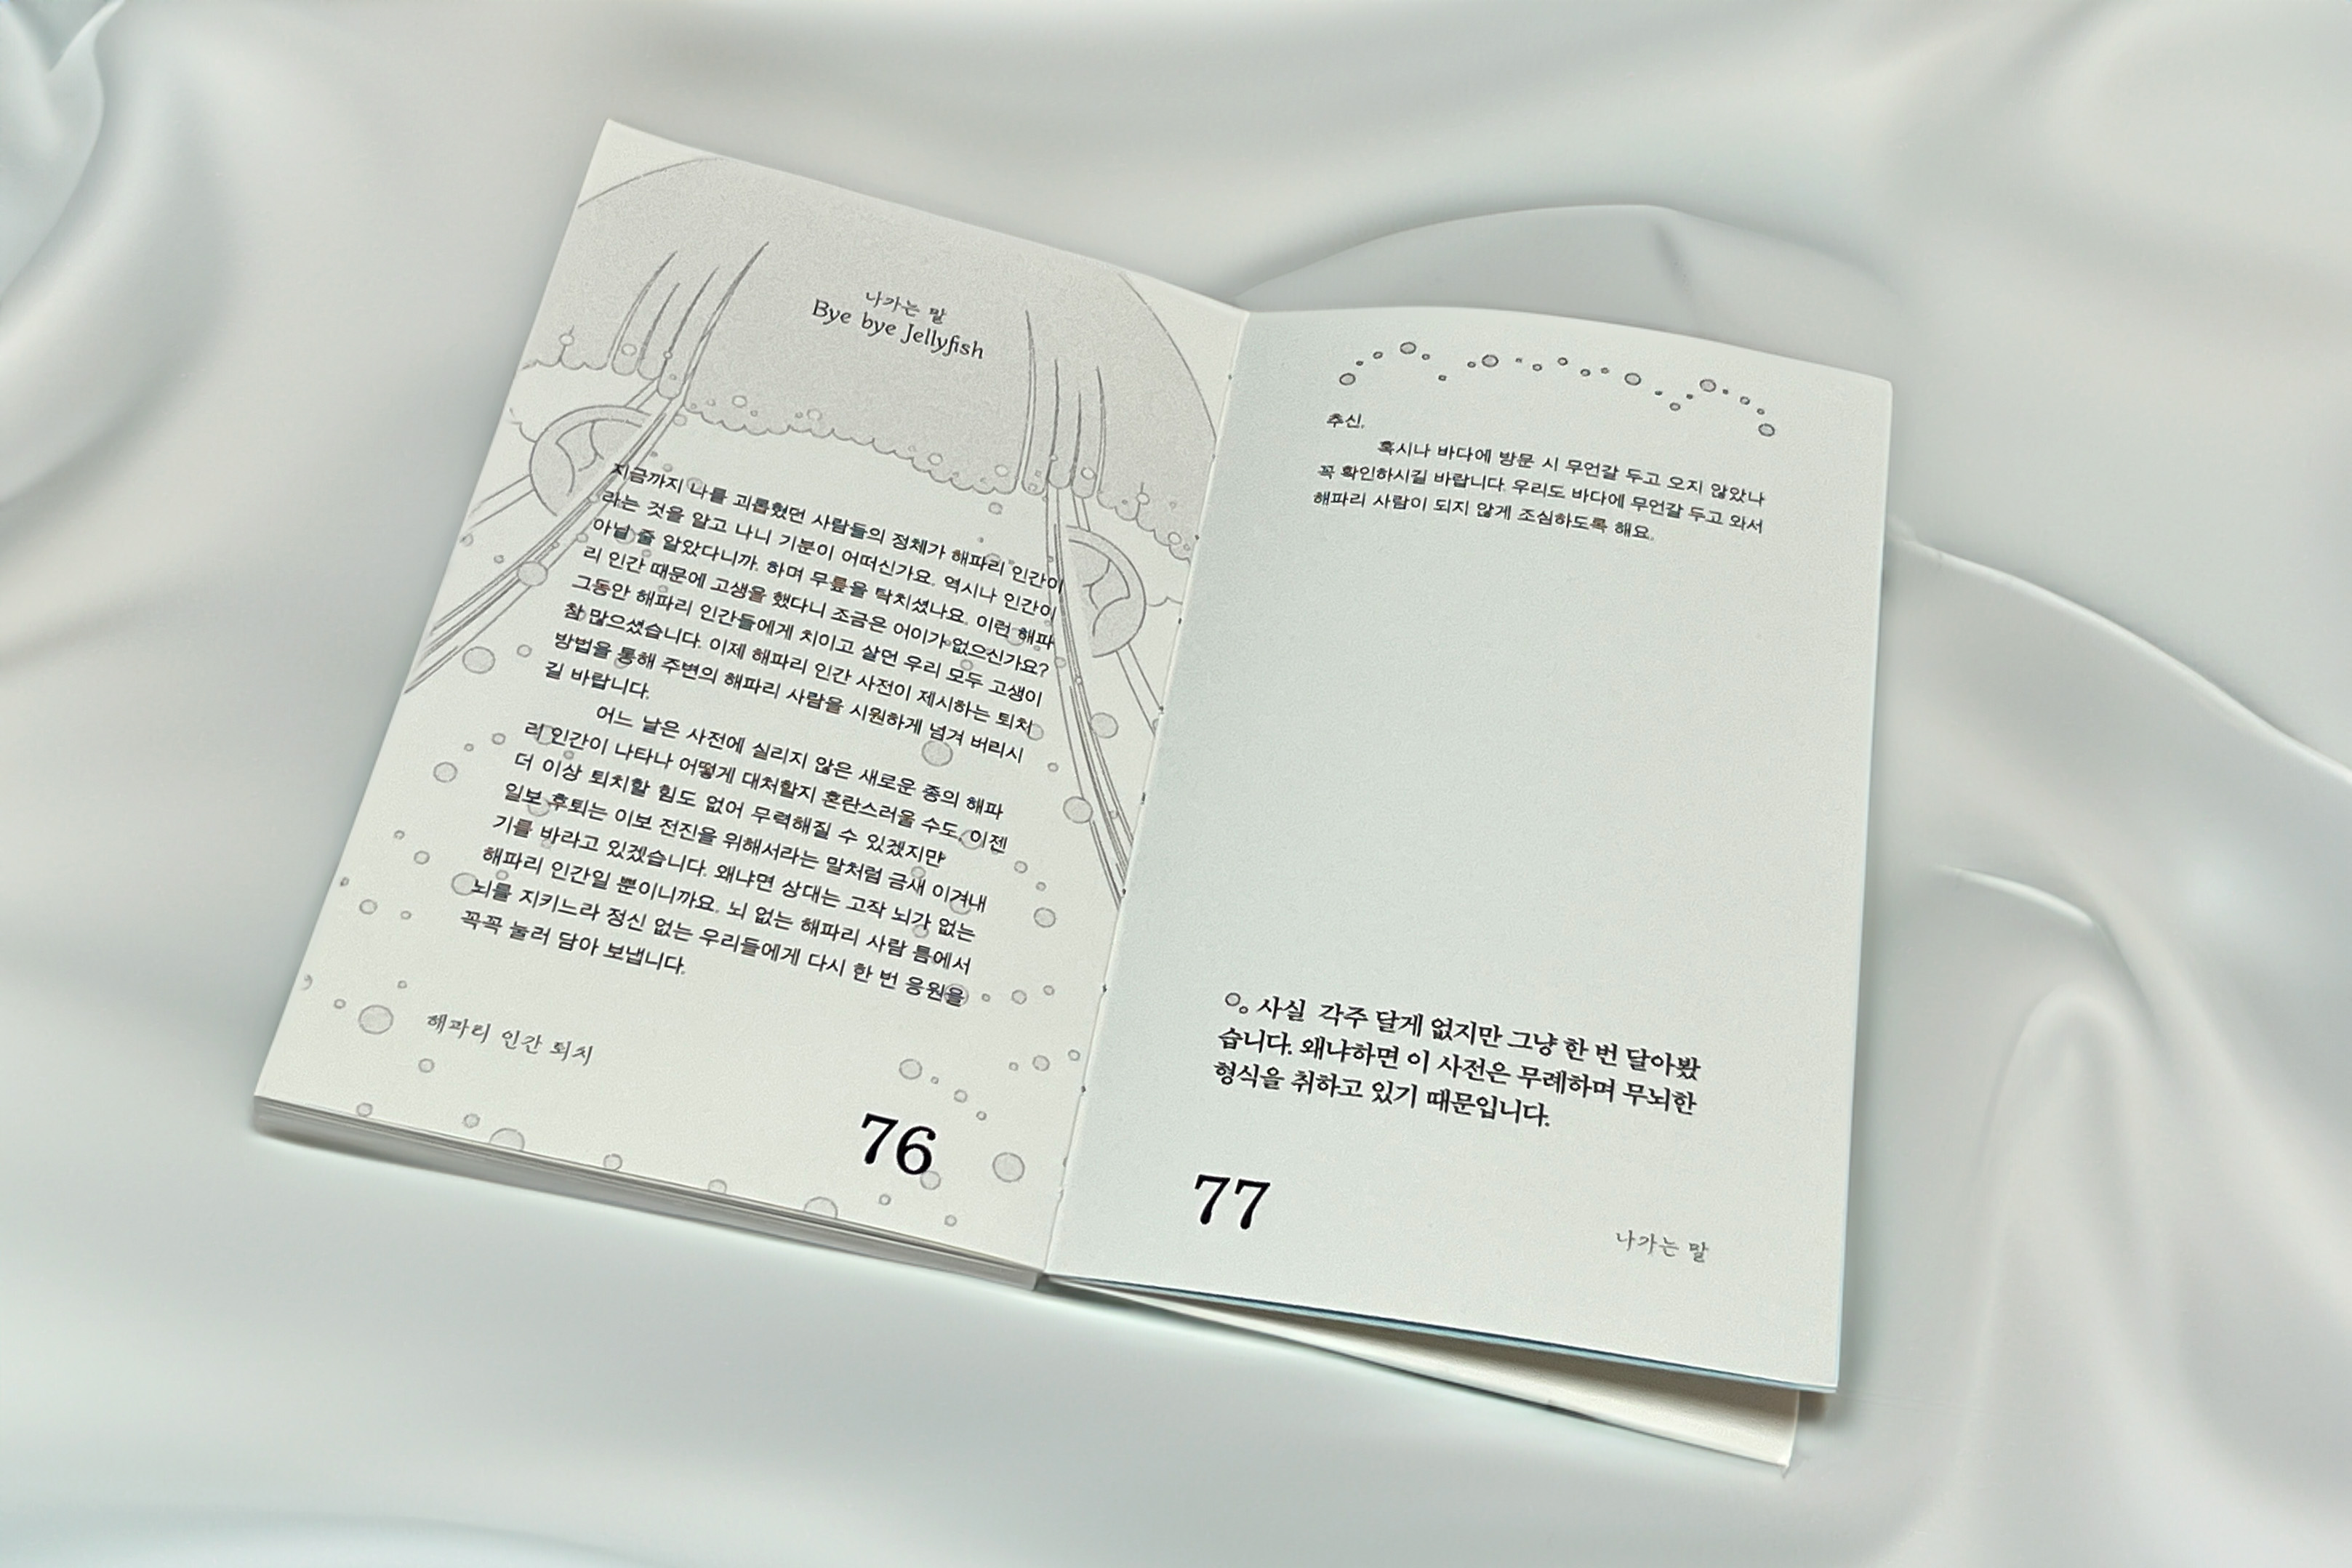 나가는 말
Bye bye Jellyfish
지금까지 나를 괴롭혔던 사람들의 정체가 해파리 인간이
라는 것을 알고 나니 기분이 어떠신가요. 역시나 인간이
아닐 줄 알았다니까. 하며 무릎을 탁치셨나요. 이런 해파
리 인간 때문에 고생을 했다니 조금은 어이가 없으신가요?
그동안 해파리 인간들에게 치이고 살던 우리 모두 고생이
참 많으셨습니다. 이제 해파리 인간 사전이 제시하는 퇴치
방법을 통해 주변의 해파리 사람을 시원하게 넘겨 버리시
길 바랍니다.
어느 날은 사전에 실리지 않은 새로운 종의 해파
리 인간이 나타나 어떻게 대처할지 혼란스러울 수도, 이젠
더 이상 퇴치할 힘도 없어 무력해질 수 있겠지만
일보 후퇴는 이보 전진을 위해서라는 말처럼 금새 이겨내
기를 바라고 있겠습니다. 왜냐면 상대는 고작 뇌가 없는
해파리 인간일 뿐이니까요. 뇌 없는 해파리 사람 틈에서
뇌를 지키느라 정신 없는 우리들에게 다시 한 번 응원을
꼭꼭 눌러 담아 보냅니다.
해파리 인간 퇴치
76
추신.
혹시나 바다에 방문 시 무언갈 두고 오지 않았나
꼭 확인하시길 바랍니다. 우리도 바다에 무언갈 두고 와서
해파리 사람이 되지 않게 조심하도록 해요.
사실 각주 달게 없지만 그냥 한 번 달아봤
습니다. 왜냐하면 이 사전은 무례하며 무뇌한
형식을 취하고 있기 때문입니다.
77
나가는 말